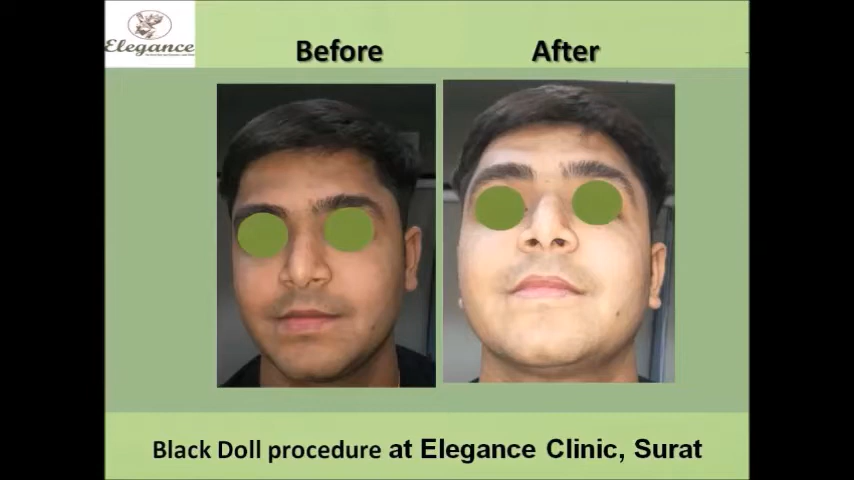 Elegance
Before
After
Black Doll procedure at Elegance Clinic, Surat